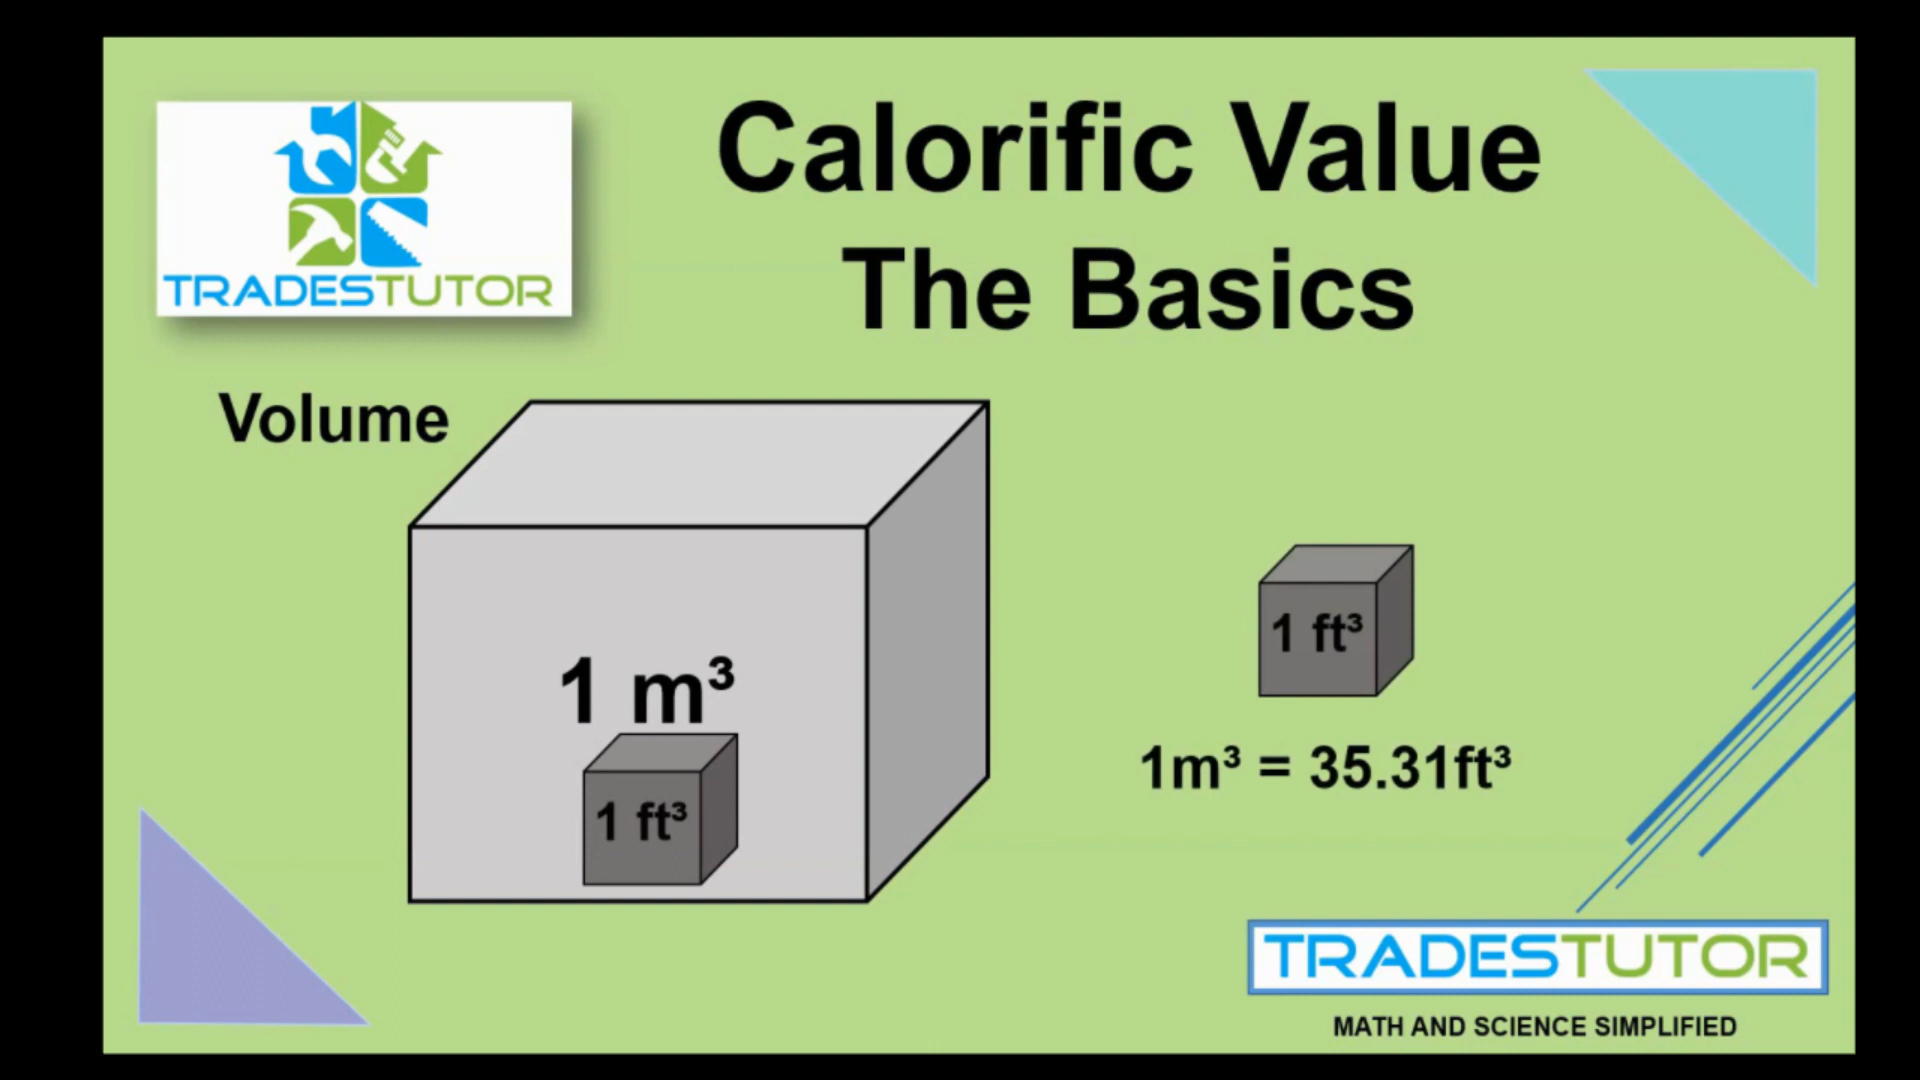 TRADESTUTOR
Calorific Value
The Basics
Volume
1 m³
1 ft³
1 ft³
1m³ = 35.31ft³
TRADESTUTOR
MATH AND SCIENCE SIMPLIFIED